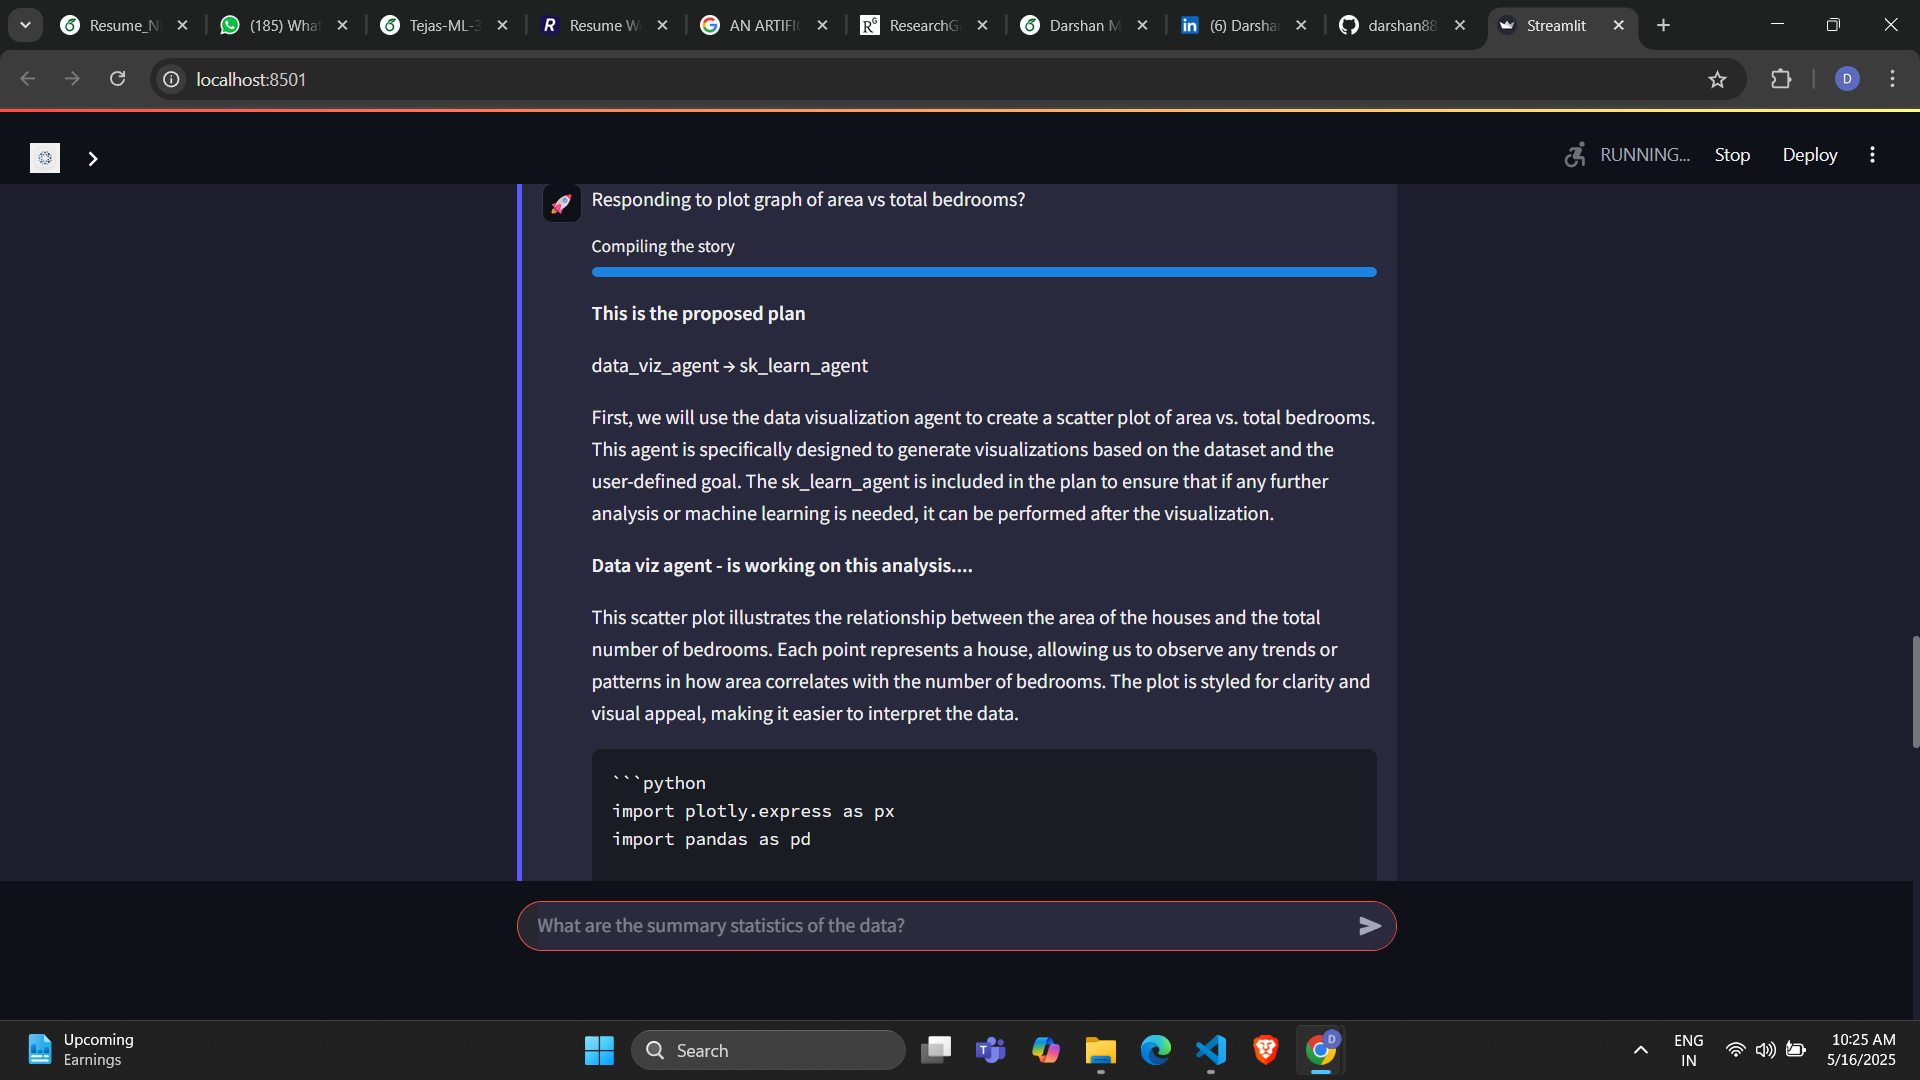 Resume_N
(185) What
Tejas-ML-3
Resume W
AN ARTIFIC
ResearchG
Darshan M
(6) Darsha
darshan88
Streamlit
localhost:8501
D
RUNNING...
Stop
Deploy
Responding to plot graph of area vs total bedrooms?
Compiling the story
This is the proposed plan
data_viz_agent → sk_learn_agent
First, we will use the data visualization agent to create a scatter plot of area vs. total bedrooms.
This agent is specifically designed to generate visualizations based on the dataset and the
user-defined goal. The sk_learn_agent is included in the plan to ensure that if any further
analysis or machine learning is needed, it can be performed after the visualization.
Data viz agent - is working on this analysis....
This scatter plot illustrates the relationship between the area of the houses and the total
number of bedrooms. Each point represents a house, allowing us to observe any trends or
patterns in how area correlates with the number of bedrooms. The plot is styled for clarity and
visual appeal, making it easier to interpret the data.
```python
import plotly.express as px
import pandas as pd
What are the summary statistics of the data?
Upcoming
Earnings
Search
ENG
IN
10:25 AM
5/16/2025